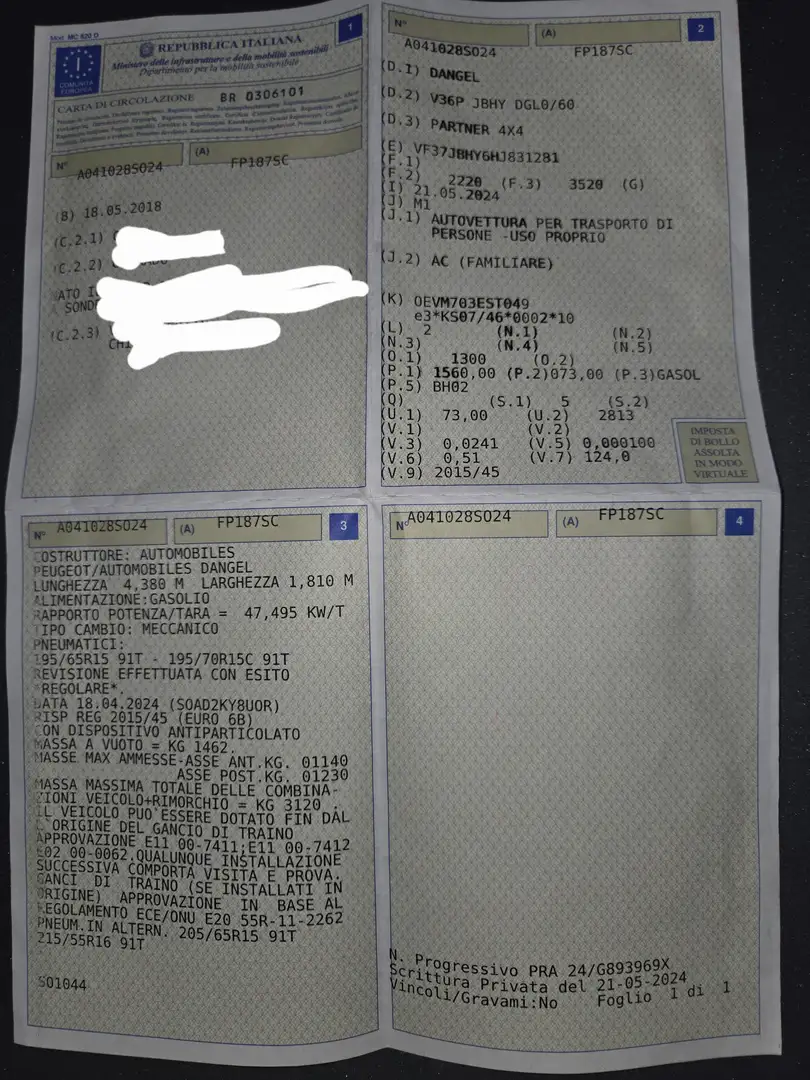 Mod. MC 820 D
1
REPUBBLICA ITALIANA
Ministero delle infrastrutture e della mobilità sostenibili
Dipartimento per la mobilità sostenibile
I
COMUNITÀ EUROPEA
CARTA DI CIRCOLAZIONE BR 0306101
N° A041028SO24 (A) FP187SC
(B) 18.05.2018
(C.2.1)
(C.2.2)
SOND
(C.2.3)
CHI
N° A041028SO24 (A) FP187SC 2
(D.1) DANGEL
(D.2) V36P JBHY DGL0/60
(D.3) PARTNER 4X4
(E) VF37JBHY6HJ831281
(F.1)
(F.2) 2220 (F.3) 3520 (G)
(I) 21.05.2024
(J) M1
(J.1) AUTOVETTURA PER TRASPORTO DI
PERSONE -USO PROPRIO
(J.2) AC (FAMILIARE)
(K) OEVM703EST049
e3*KS07/46*0002*10
(L) 2 (N.1) (N.2)
(N.3) (N.4) (N.5)
(O.1) 1300 (O.2)
(P.1) 1560,00 (P.2)073,00 (P.3)GASOL
(P.5) BH02
(Q) (S.1) 5 (S.2)
(U.1) 73,00 (U.2) 2813
(V.1) (V.2)
(V.3) 0,0241 (V.5) 0,000100
(V.6) 0,51 (V.7) 124,0
(V.9) 2015/45
IMPOSTA
DI BOLLO
ASSOLTA
IN MODO
VIRTUALE
N° A041028SO24 (A) FP187SC 3
COSTRUTTORE: AUTOMOBILES
PEUGEOT/AUTOMOBILES DANGEL
LUNGHEZZA 4,380 M LARGHEZZA 1,810 M
ALIMENTAZIONE:GASOLIO
RAPPORTO POTENZA/TARA = 47,495 KW/T
TIPO CAMBIO: MECCANICO
PNEUMATICI:
195/65R15 91T - 195/70R15C 91T
REVISIONE EFFETTUATA CON ESITO
*REGOLARE*.
DATA 18.04.2024 (SOAD2KY8UOR)
RISP REG 2015/45 (EURO 6B)
CON DISPOSITIVO ANTIPARTICOLATO
MASSA A VUOTO = KG 1462.
MASSE MAX AMMESSE-ASSE ANT.KG. 01140
ASSE POST.KG. 01230
MASSA MASSIMA TOTALE DELLE COMBINA-
ZIONI VEICOLO+RIMORCHIO = KG 3120 .
IL VEICOLO PUO'ESSERE DOTATO FIN DAL
L'ORIGINE DEL GANCIO DI TRAINO
APPROVAZIONE E11 00-7411;E11 00-7412
E02 00-0062.QUALUNQUE INSTALLAZIONE
SUCCESSIVA COMPORTA VISITA E PROVA.
GANCI DI TRAINO (SE INSTALLATI IN
ORIGINE) APPROVAZIONE IN BASE AL
REGOLAMENTO ECE/ONU E20 55R-11-2262
PNEUM.IN ALTERN. 205/65R15 91T
215/55R16 91T
SO1044
N° A041028SO24 (A) FP187SC 4
N. Progressivo PRA 24/G893969X
Scrittura Privata del 21-05-2024
Vincoli/Gravami:No Foglio 1 di 1